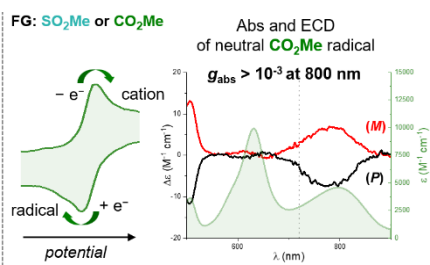 FG: SO₂Me or CO₂Me
Abs and ECD
of neutral CO₂Me radical
g_abs > 10⁻³ at 800 nm
− e⁻
cation
radical
+ e⁻
potential
20
10
0
-10
-20
Δε (M⁻¹ cm⁻¹)
(M)
(P)
600
800
λ (nm)
15000
12500
10000
7500
5000
2500
0
ε (M⁻¹ cm⁻¹)